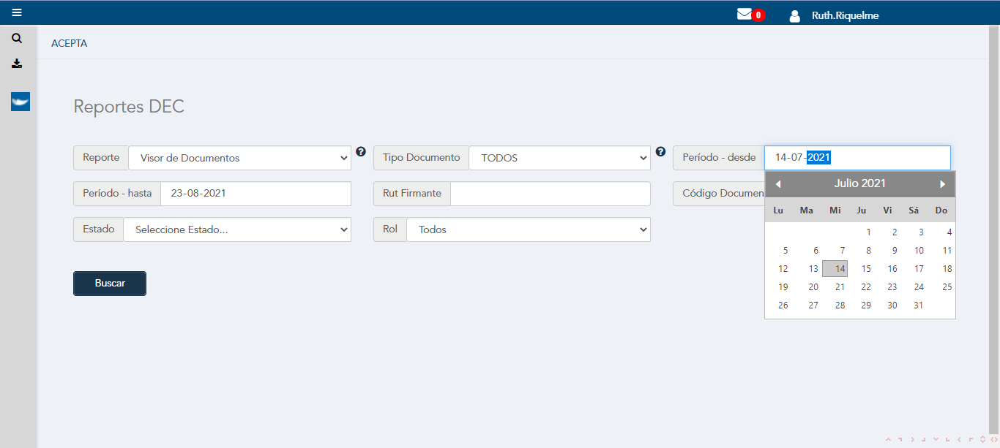 0 Ruth.Riquelme
ACEPTA
Reportes DEC
Reporte Visor de Documentos Tipo Documento TODOS Período - desde 14-07-2021
Período - hasta 23-08-2021 Rut Firmante Código Documen
Estado Seleccione Estado... Rol Todos
Buscar
Julio 2021
Lu Ma Mi Ju Vi Sá Do
1 2 3 4
5 6 7 8 9 10 11
12 13 14 15 16 17 18
19 20 21 22 23 24 25
26 27 28 29 30 31